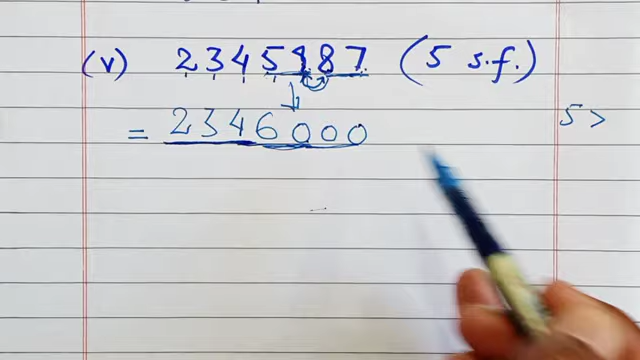 (v) 2345987 (5 s.f.)
= 2346000
5 >